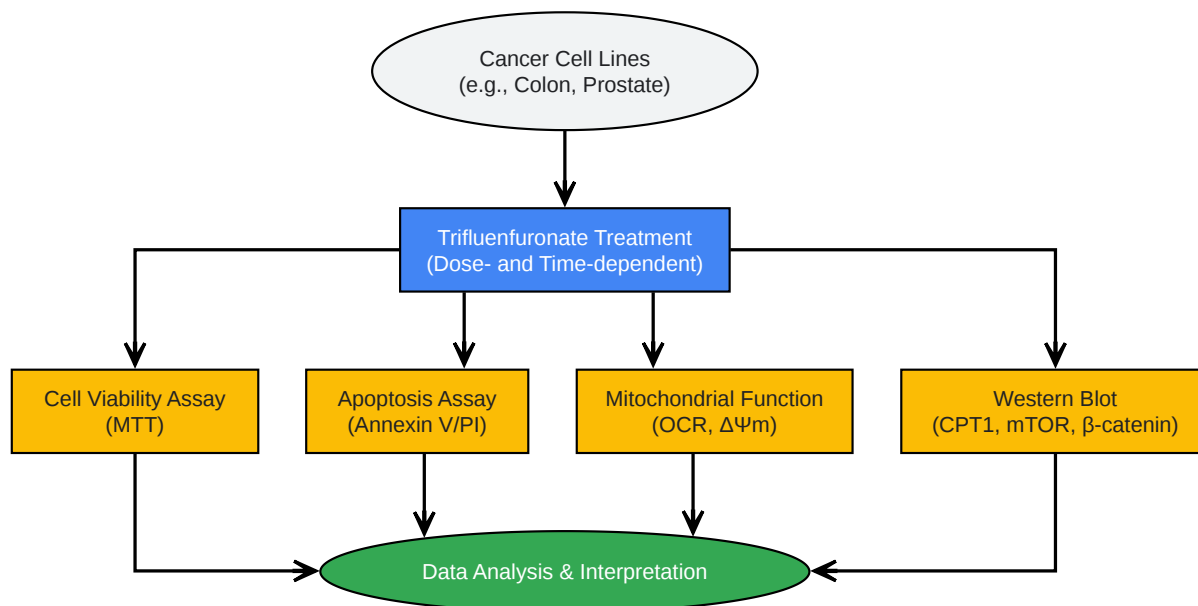 Cancer Cell Lines
(e.g., Colon, Prostate)
Trifluenfuronate Treatment
(Dose- and Time-dependent)
Cell Viability Assay
(MTT)
Apoptosis Assay
(Annexin V/PI)
Mitochondrial Function
(OCR, ΔΨm)
Western Blot
(CPT1, mTOR, β-catenin)
Data Analysis & Interpretation